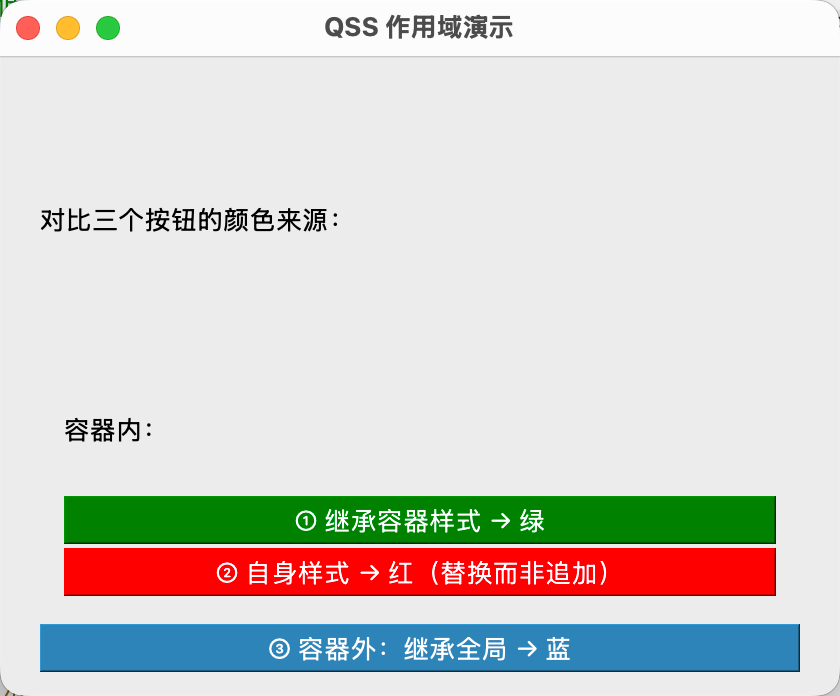 QSS 作用域演示
对比三个按钮的颜色来源：
容器内：
① 继承容器样式 → 绿
② 自身样式 → 红（替换而非追加）
③ 容器外：继承全局 → 蓝